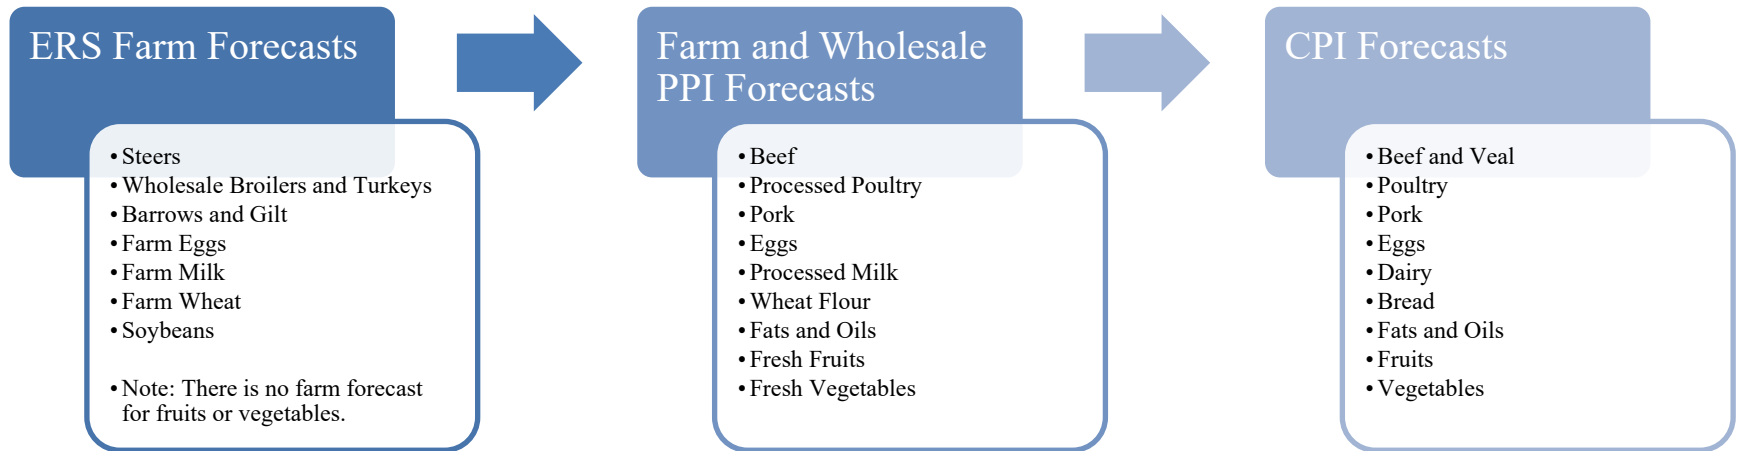 ERS Farm Forecasts
• Steers
• Wholesale Broilers and Turkeys
• Barrows and Gilt
• Farm Eggs
• Farm Milk
• Farm Wheat
• Soybeans
• Note: There is no farm forecast
for fruits or vegetables.
Farm and Wholesale
PPI Forecasts
• Beef
• Processed Poultry
• Pork
• Eggs
• Processed Milk
• Wheat Flour
• Fats and Oils
• Fresh Fruits
• Fresh Vegetables
CPI Forecasts
• Beef and Veal
• Poultry
• Pork
• Eggs
• Dairy
• Bread
• Fats and Oils
• Fruits
• Vegetables